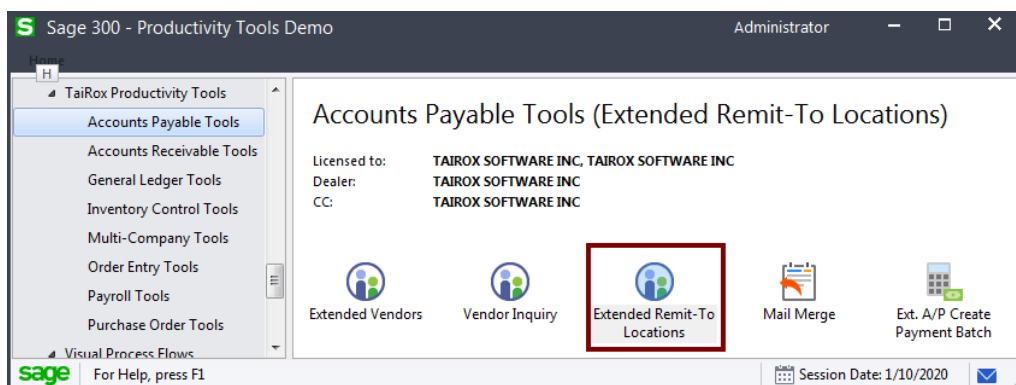 S Sage 300 - Productivity Tools Demo
Administrator
Home
H
TaiRox Productivity Tools
Accounts Payable Tools
Accounts Receivable Tools
General Ledger Tools
Inventory Control Tools
Multi-Company Tools
Order Entry Tools
Payroll Tools
Purchase Order Tools
Visual Process Flows
Accounts Payable Tools (Extended Remit-To Locations)
Licensed to: TAIROX SOFTWARE INC, TAIROX SOFTWARE INC
Dealer: TAIROX SOFTWARE INC
CC: TAIROX SOFTWARE INC
Extended Vendors
Vendor Inquiry
Extended Remit-To
Locations
Mail Merge
Ext. A/P Create
Payment Batch
sage For Help, press F1
Session Date: 1/10/2020